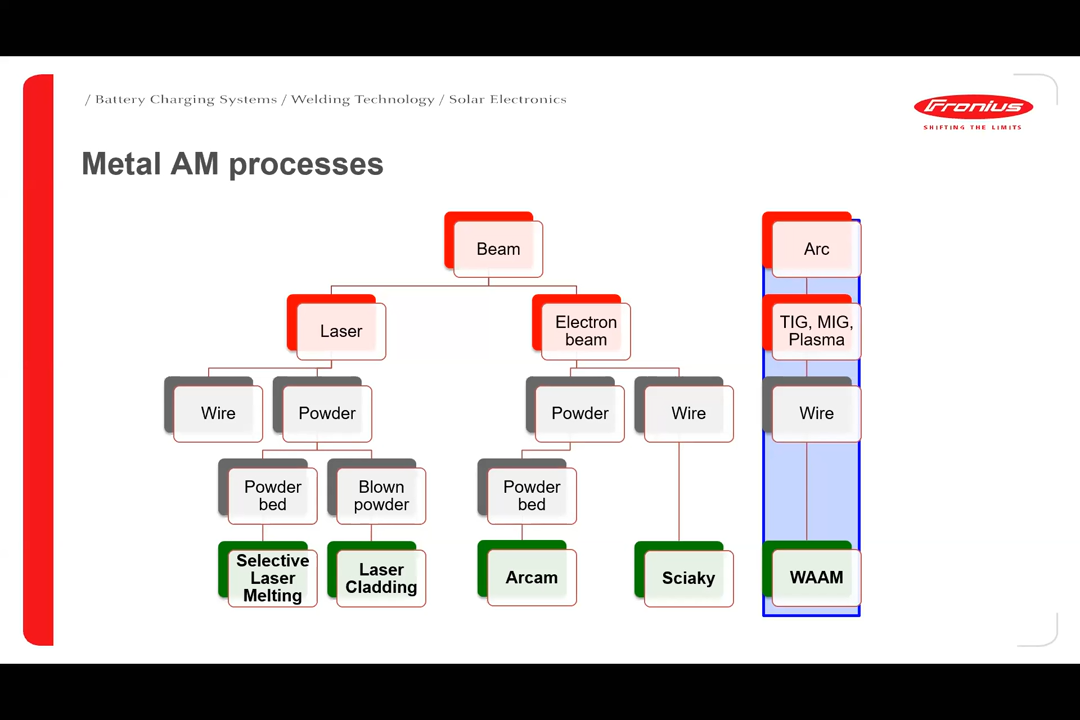 / Battery Charging Systems / Welding Technology / Solar Electronics
Fronius
SHIFTING THE LIMITS
Metal AM processes
Beam
Arc
Laser
Electron
beam
TIG, MIG,
Plasma
Wire
Powder
Powder
Wire
Wire
Powder
bed
Blown
powder
Powder
bed
Selective
Laser
Melting
Laser
Cladding
Arcam
Sciaky
WAAM